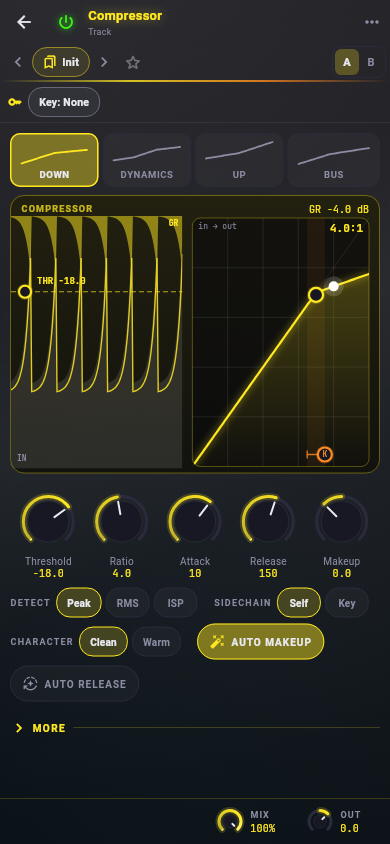 Compressor
Track
Init
A
B
Key: None
DOWN
DYNAMICS
UP
BUS
COMPRESSOR
GR -4.0 dB
GR
THR -18.0
IN
in → out
4.0:1
K
Threshold
-18.0
Ratio
4.0
Attack
10
Release
150
Makeup
0.0
DETECT
Peak
RMS
ISP
SIDECHAIN
Self
Key
CHARACTER
Clean
Warm
AUTO MAKEUP
AUTO RELEASE
MORE
MIX
100%
OUT
0.0